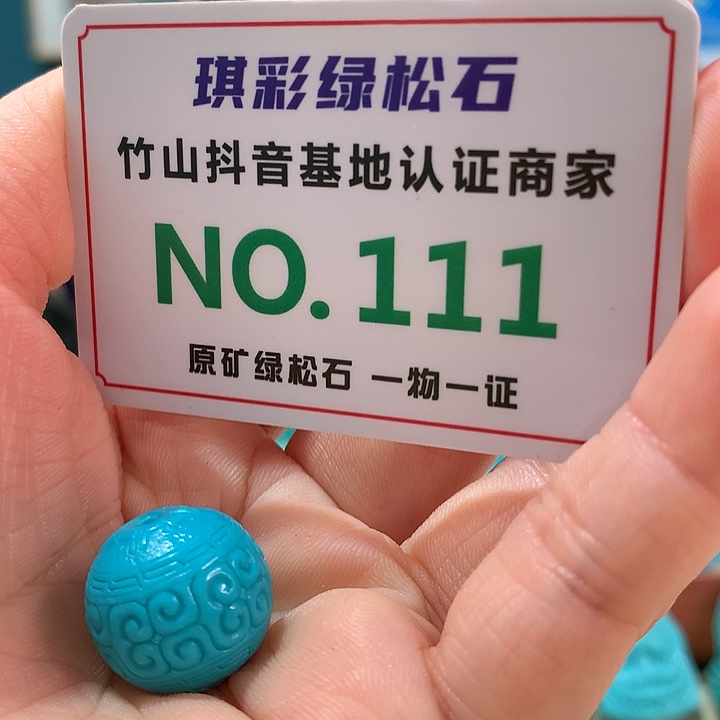 琪彩绿松石
竹山抖音基地认证商家
NO.111
原矿绿松石 一物一证